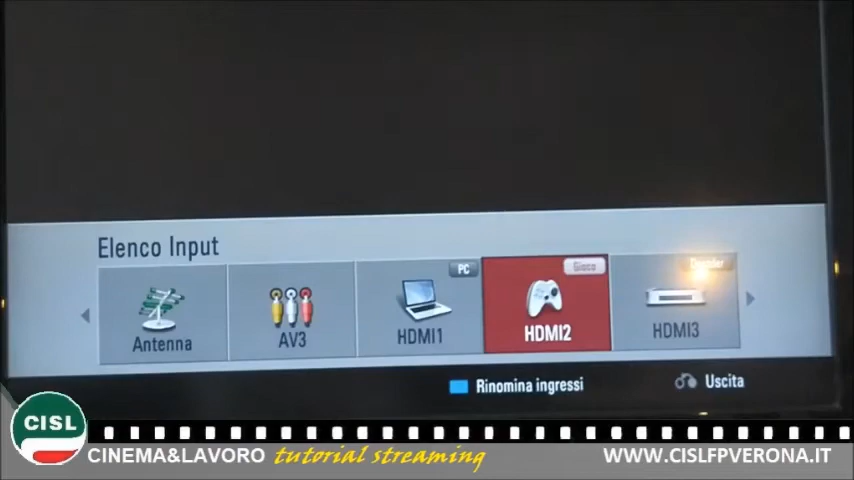 Elenco Input
PC
Gioco
Decoder
Antenna
AV3
HDMI1
HDMI2
HDMI3
Rinomina ingressi
Uscita
CISL
CINEMA&LAVORO tutorial streaming
WWW.CISLFPVERONA.IT